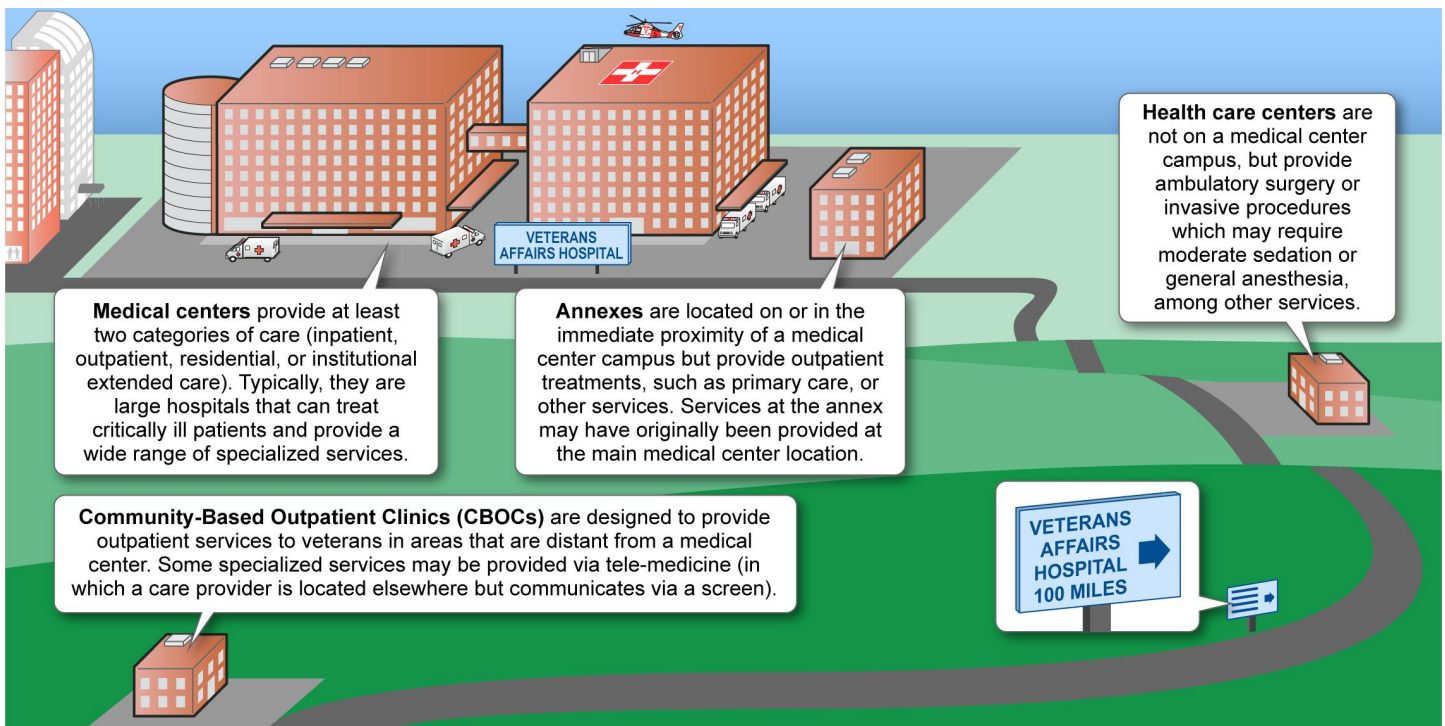 VETERANS
AFFAIRS HOSPITAL
Medical centers provide at least
two categories of care (inpatient,
outpatient, residential, or institutional
extended care). Typically, they are
large hospitals that can treat
critically ill patients and provide a
wide range of specialized services.
Annexes are located on or in the
immediate proximity of a medical
center campus but provide outpatient
treatments, such as primary care, or
other services. Services at the annex
may have originally been provided at
the main medical center location.
Health care centers are
not on a medical center
campus, but provide
ambulatory surgery or
invasive procedures
which may require
moderate sedation or
general anesthesia,
among other services.
Community-Based Outpatient Clinics (CBOCs) are designed to provide
outpatient services to veterans in areas that are distant from a medical
center. Some specialized services may be provided via tele-medicine (in
which a care provider is located elsewhere but communicates via a screen).
VETERANS
AFFAIRS
HOSPITAL
100 MILES